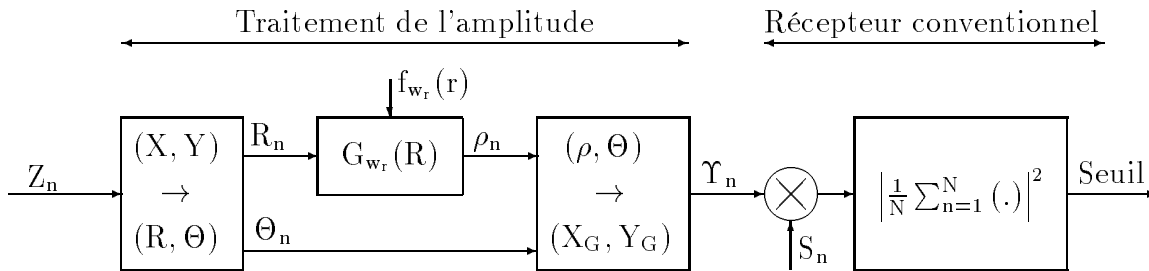 Traitement de l'amplitude
Récepteur conventionnel
f_{w_r}(r)
Z_n
(X, Y)
→
(R, Θ)
R_n
Θ_n
G_{w_r}(R)
ρ_n
(ρ, Θ)
→
(X_G, Y_G)
Υ_n
S_n
|1/N ∑_{n=1}^{N} (.)|^2
Seuil